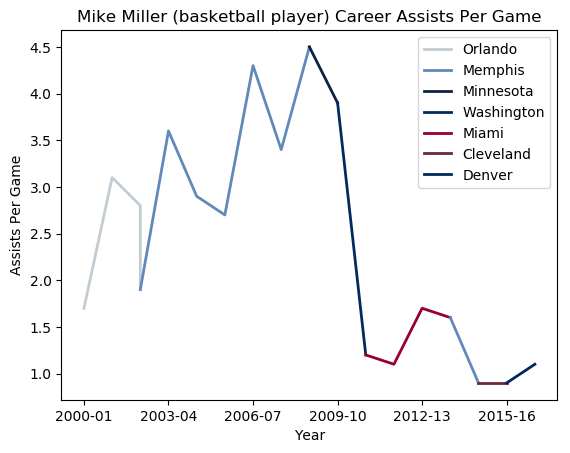 Mike Miller (basketball player) Career Assists Per Game
Orlando
Memphis
Minnesota
Washington
Miami
Cleveland
Denver
4.5
4.0
3.5
3.0
2.5
2.0
1.5
1.0
Assists Per Game
2000-01 2003-04 2006-07 2009-10 2012-13 2015-16
Year